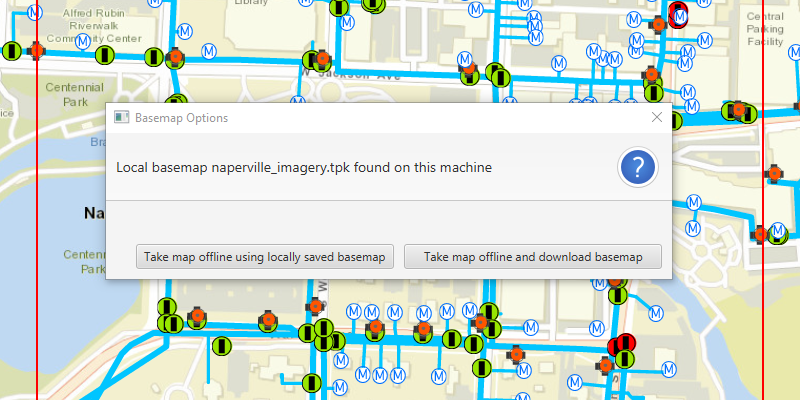 Alfred Rubin
Riverwalk
Community Center
Library
Central
Parking
Facility
W Jackson Ave
Centennial
Park
Basemap Options
Local basemap naperville_imagery.tpk found on this machine
?
Na
Take map offline using locally saved basemap
Take map offline and download basemap
Park